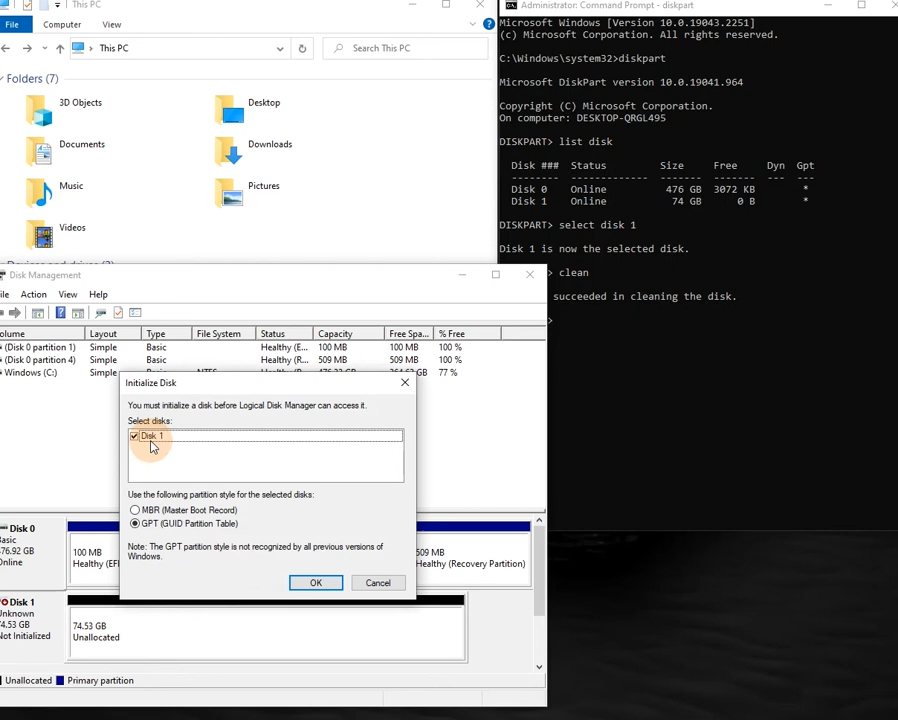 This PC
File
Computer
View
This PC
Search This PC
Folders (7)
3D Objects
Desktop
Documents
Downloads
Music
Pictures
Videos
Administrator: Command Prompt - diskpart
Microsoft Windows [Version 10.0.19043.2251]
(c) Microsoft Corporation. All rights reserved.
C:\Windows\system32>diskpart
Microsoft DiskPart version 10.0.19041.964
Copyright (C) Microsoft Corporation.
On computer: DESKTOP-QRGL495
DISKPART> list disk
Disk ### Status Size Free Dyn Gpt
-------- ------------- ------- ------- --- ---
Disk 0 Online 476 GB 3072 KB *
Disk 1 Online 74 GB 0 B *
DISKPART> select disk 1
Disk 1 is now the selected disk.
> clean
succeeded in cleaning the disk.
>
Disk Management
ile Action View Help
olume Layout Type File System Status Capacity Free Spa... % Free
(Disk 0 partition 1) Simple Basic Healthy (E... 100 MB 100 MB 100 %
(Disk 0 partition 4) Simple Basic Healthy (R... 509 MB 509 MB 100 %
Windows (C:) Simple 77 %
Initialize Disk
You must initialize a disk before Logical Disk Manager can access it.
Select disks:
Disk 1
Use the following partition style for the selected disks:
MBR (Master Boot Record)
GPT (GUID Partition Table)
Note: The GPT partition style is not recognized by all previous versions of
Windows.
OK Cancel
Disk 0
Basic
76.92 GB
Online
100 MB
Healthy (EFI
509 MB
Healthy (Recovery Partition)
Disk 1
Unknown
74.53 GB
Not Initialized
74.53 GB
Unallocated
Unallocated Primary partition